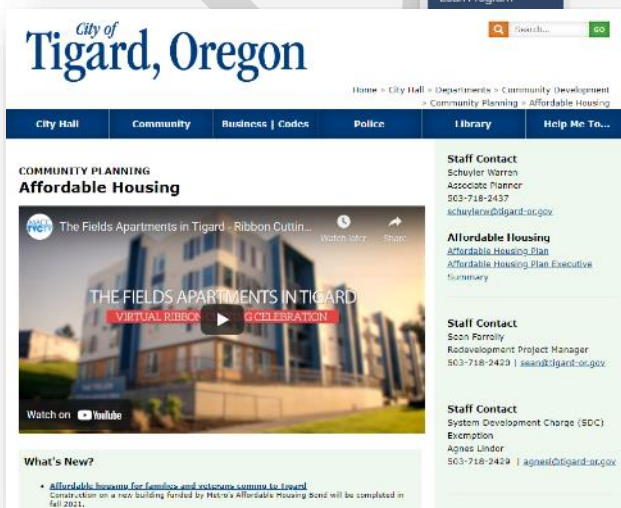 Loan Program
City of
Tigard, Oregon
Search...
GO
Home » City Hall » Departments » Community Development
» Community Planning » Affordable Housing
City Hall
Community
Business | Codes
Police
Library
Help Me To...
COMMUNITY PLANNING
Affordable Housing
The Fields Apartments in Tigard - Ribbon Cuttin...
Watch later
Share
THE FIELDS APARTMENTS IN TIGARD
VIRTUAL RIBBON CUTTING CELEBRATION
Watch on YouTube
What's New?
Affordable housing for families and veterans coming to Tigard
Construction on a new building funded by Metro's Affordable Housing Bond will be completed in
fall 2021.
Staff Contact
Schuyler Warren
Associate Planner
503-718-2437
schuylerw@tigard-or.gov
Affordable Housing
Affordable Housing Plan
Affordable Housing Plan Executive
Summary
Staff Contact
Sean Farrelly
Redevelopment Project Manager
503-718-2420 | sean@tigard-or.gov
Staff Contact
System Development Charge (SDC)
Exemption
Agnes Lindor
503-718-2429 | agnesl@tigard-or.gov